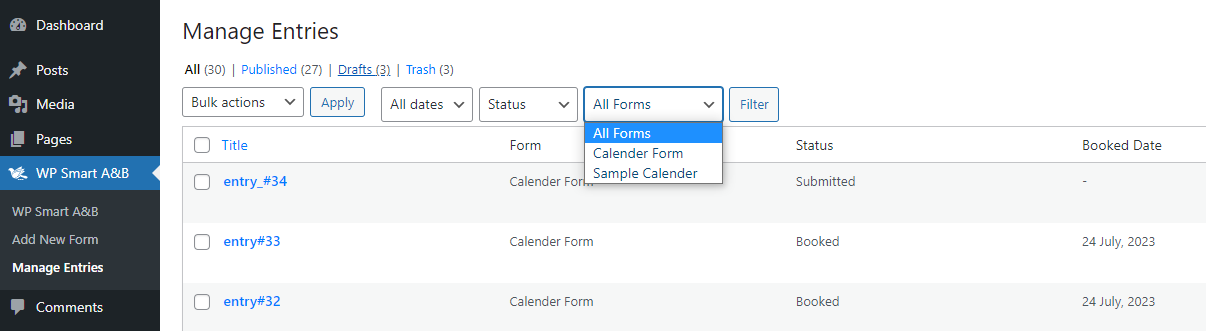 Dashboard
Posts
Media
Pages
WP Smart A&B
WP Smart A&B
Add New Form
Manage Entries
Comments
Manage Entries
All (30) | Published (27) | Drafts (3) | Trash (3)
Bulk actions Apply All dates Status All Forms Filter
All Forms
Calender Form
Sample Calender
Title Form Status Booked Date
entry_#34 Calender Form Submitted -
entry#33 Calender Form Booked 24 July, 2023
entry#32 Calender Form Booked 24 July, 2023